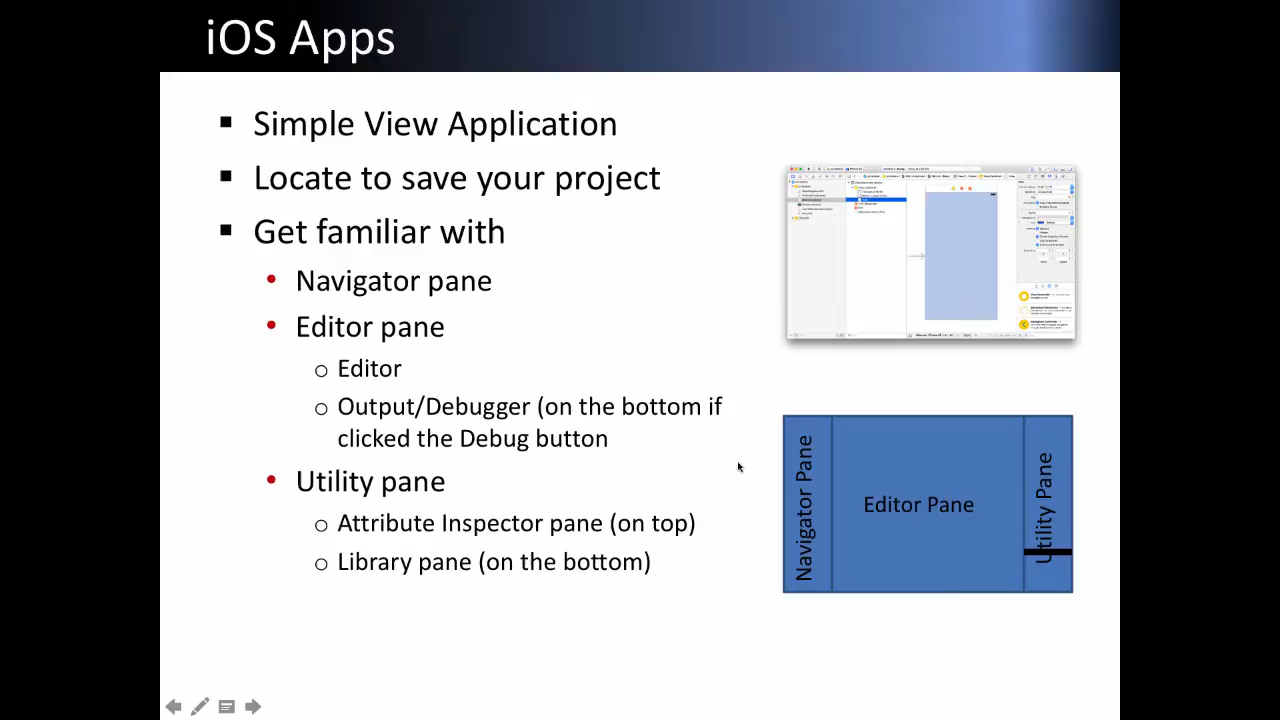 iOS Apps
Simple View Application
Locate to save your project
Get familiar with
Navigator pane
Editor pane
Editor
Output/Debugger (on the bottom if
clicked the Debug button
Utility pane
Attribute Inspector pane (on top)
Library pane (on the bottom)
Navigator Pane
Editor Pane
Utility Pane